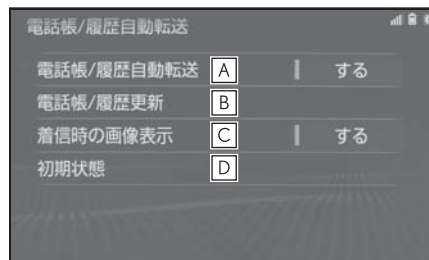 電話帳/履歴自動転送
電話帳/履歴自動転送 A する
電話帳/履歴更新 B
着信時の画像表示 C する
初期状態 D